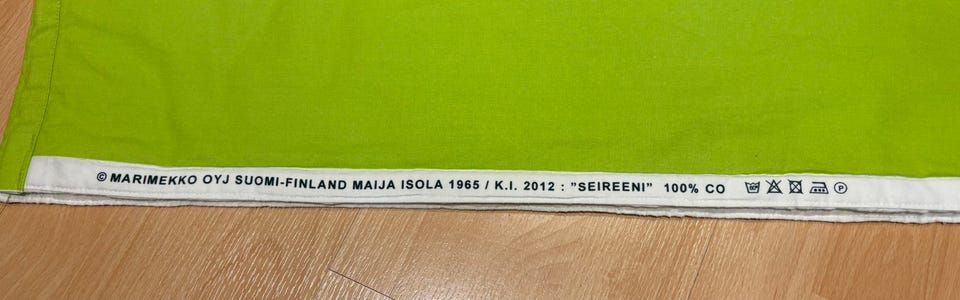 © MARIMEKKO OYJ SUOMI-FINLAND MAIJA ISOLA 1965 / K.I. 2012 : "SEIREENI" 100% CO P